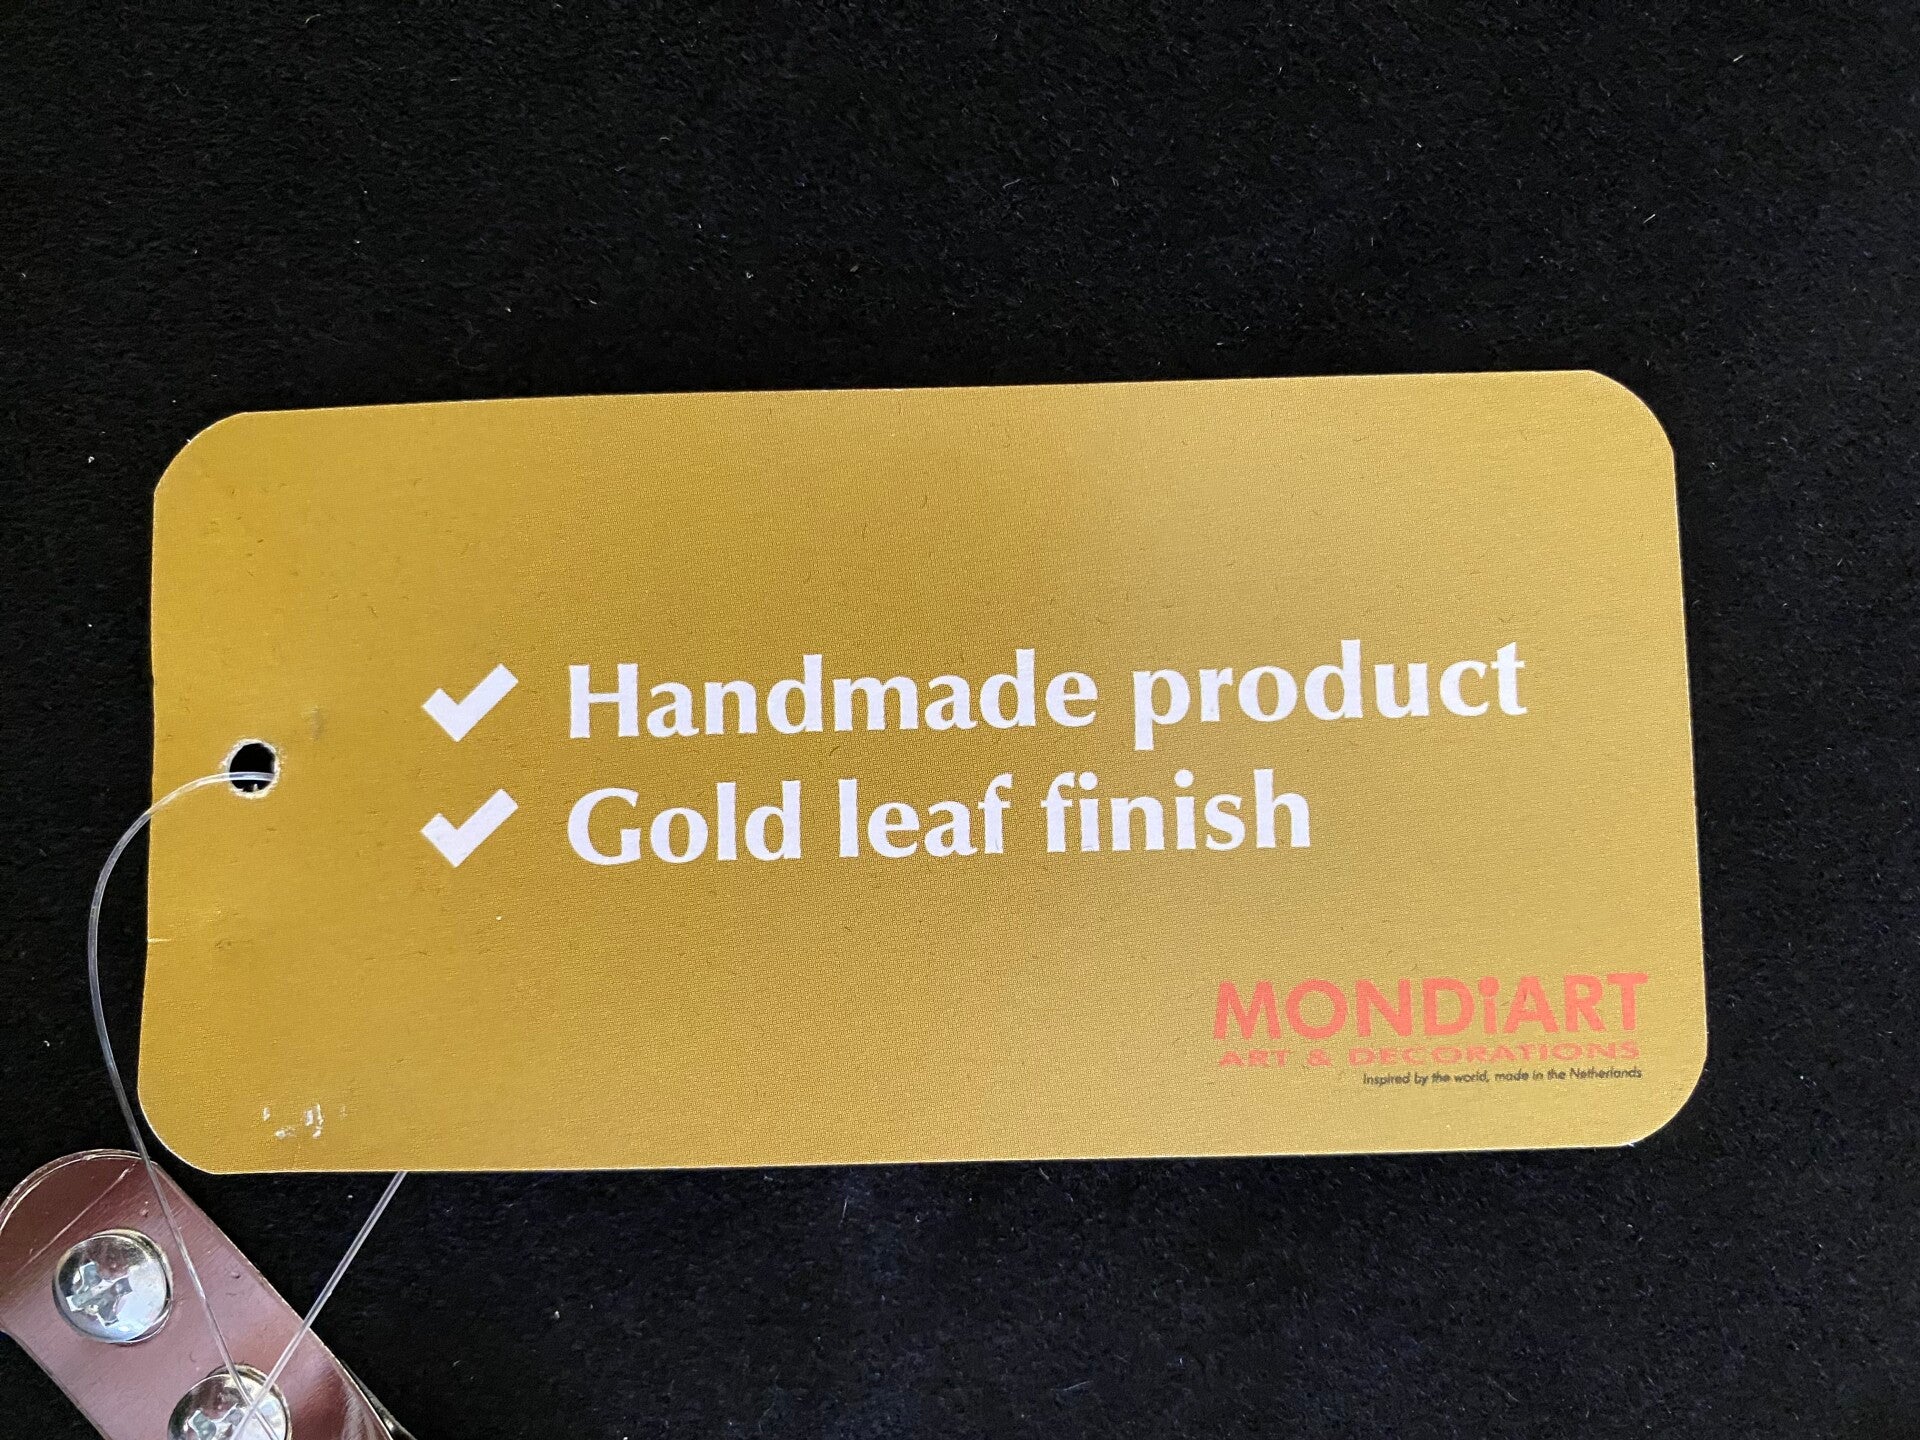 ✔ Handmade product
✔ Gold leaf finish
MONDiART
ART & DECORATIONS
Inspired by the world, made in the Netherlands